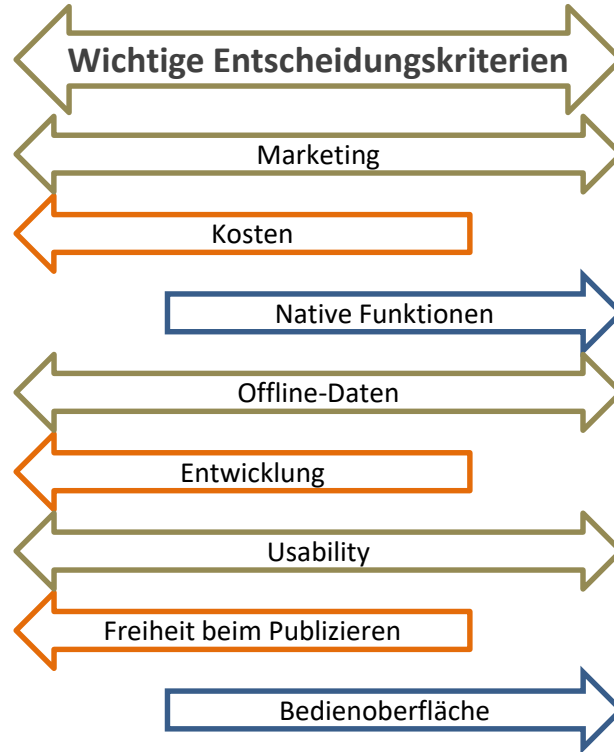 Wichtige Entscheidungskriterien
Marketing
Kosten
Native Funktionen
Offline-Daten
Entwicklung
Usability
Freiheit beim Publizieren
Bedienoberfläche